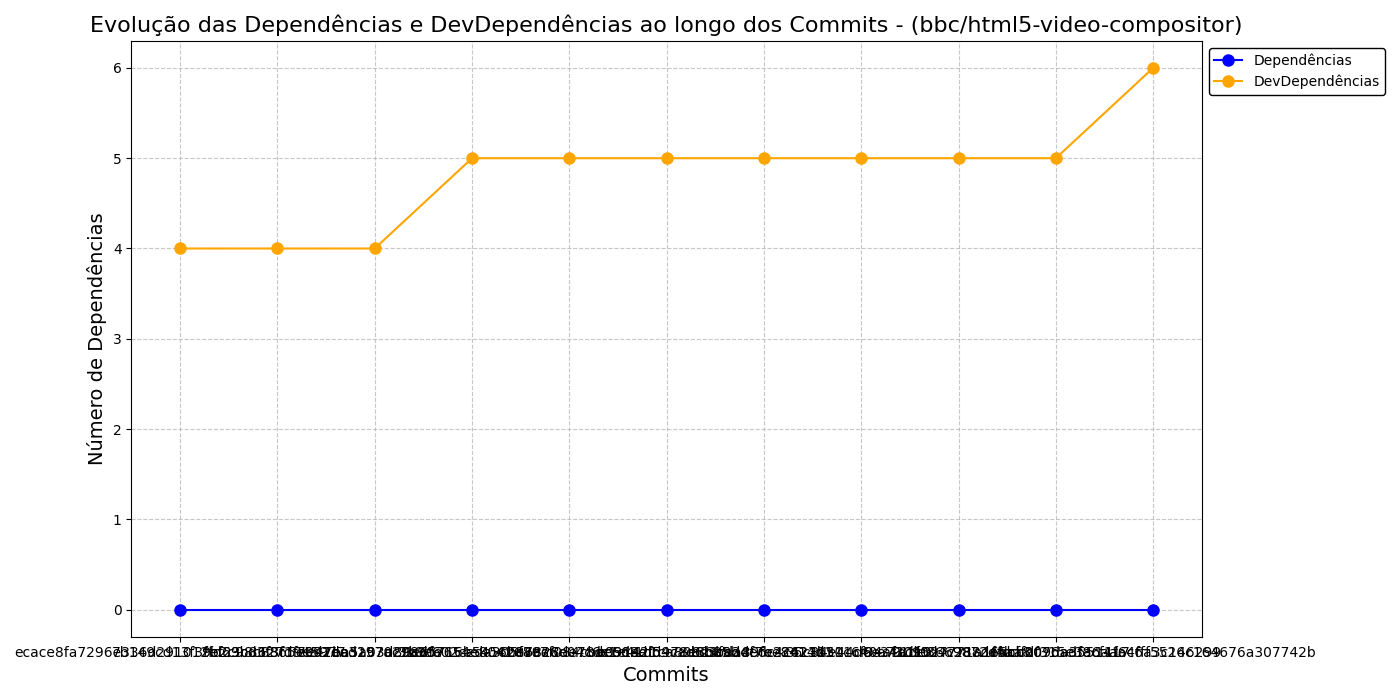 Evolução das Dependências e DevDependências ao longo dos Commits - (bbc/html5-video-compositor)
Dependências
DevDependências
6
5
4
3
2
1
0
Número de Dependências
Commits